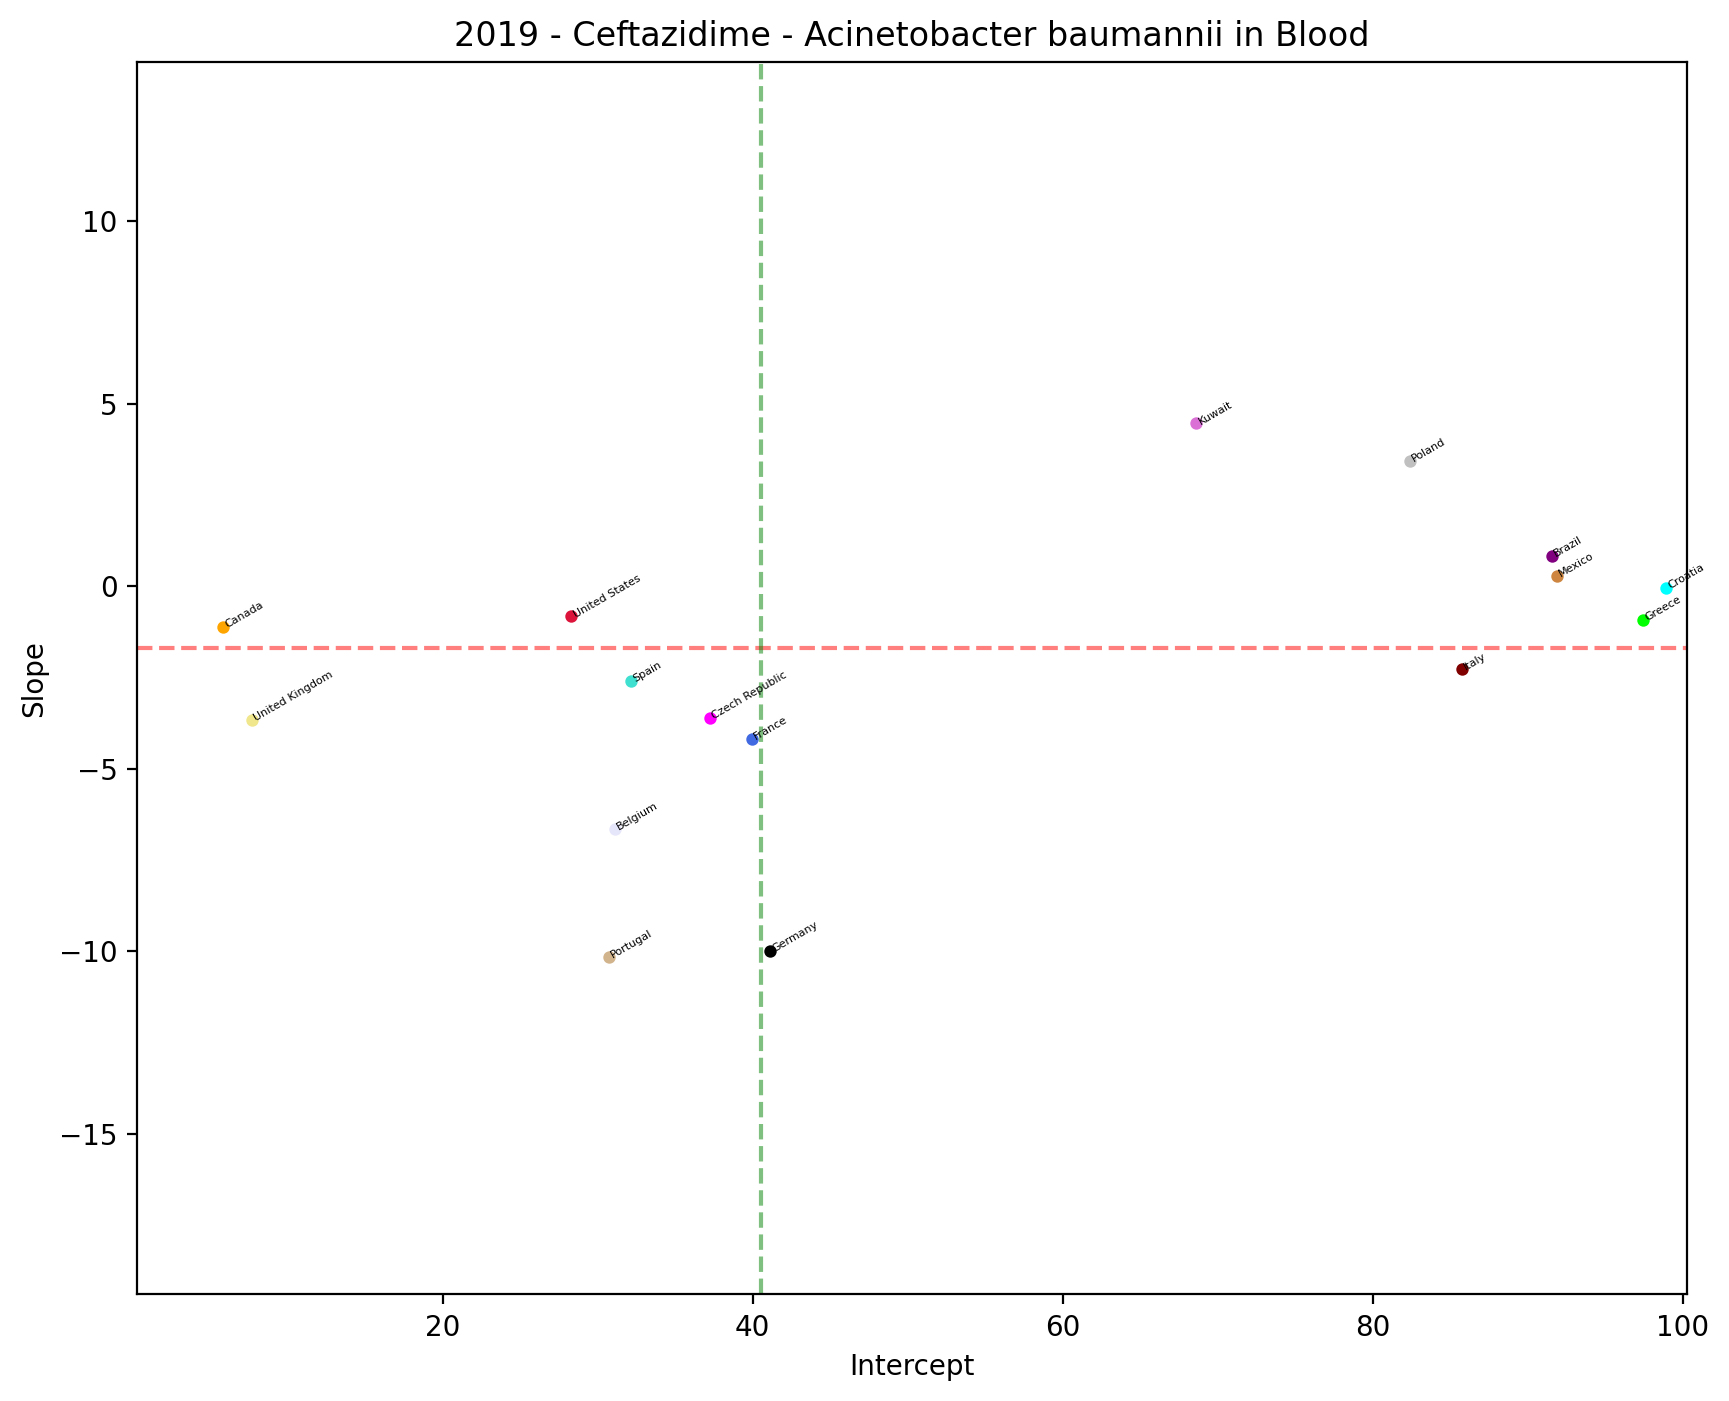 2019 - Ceftazidime - Acinetobacter baumannii in Blood
10
5
0
−5
−10
−15
Slope
Kuwait
Poland
Brazil
Mexico
Croatia
Greece
United States
Canada
Italy
Spain
Czech Republic
United Kingdom
France
Belgium
Germany
Portugal
20
40
60
80
100
Intercept